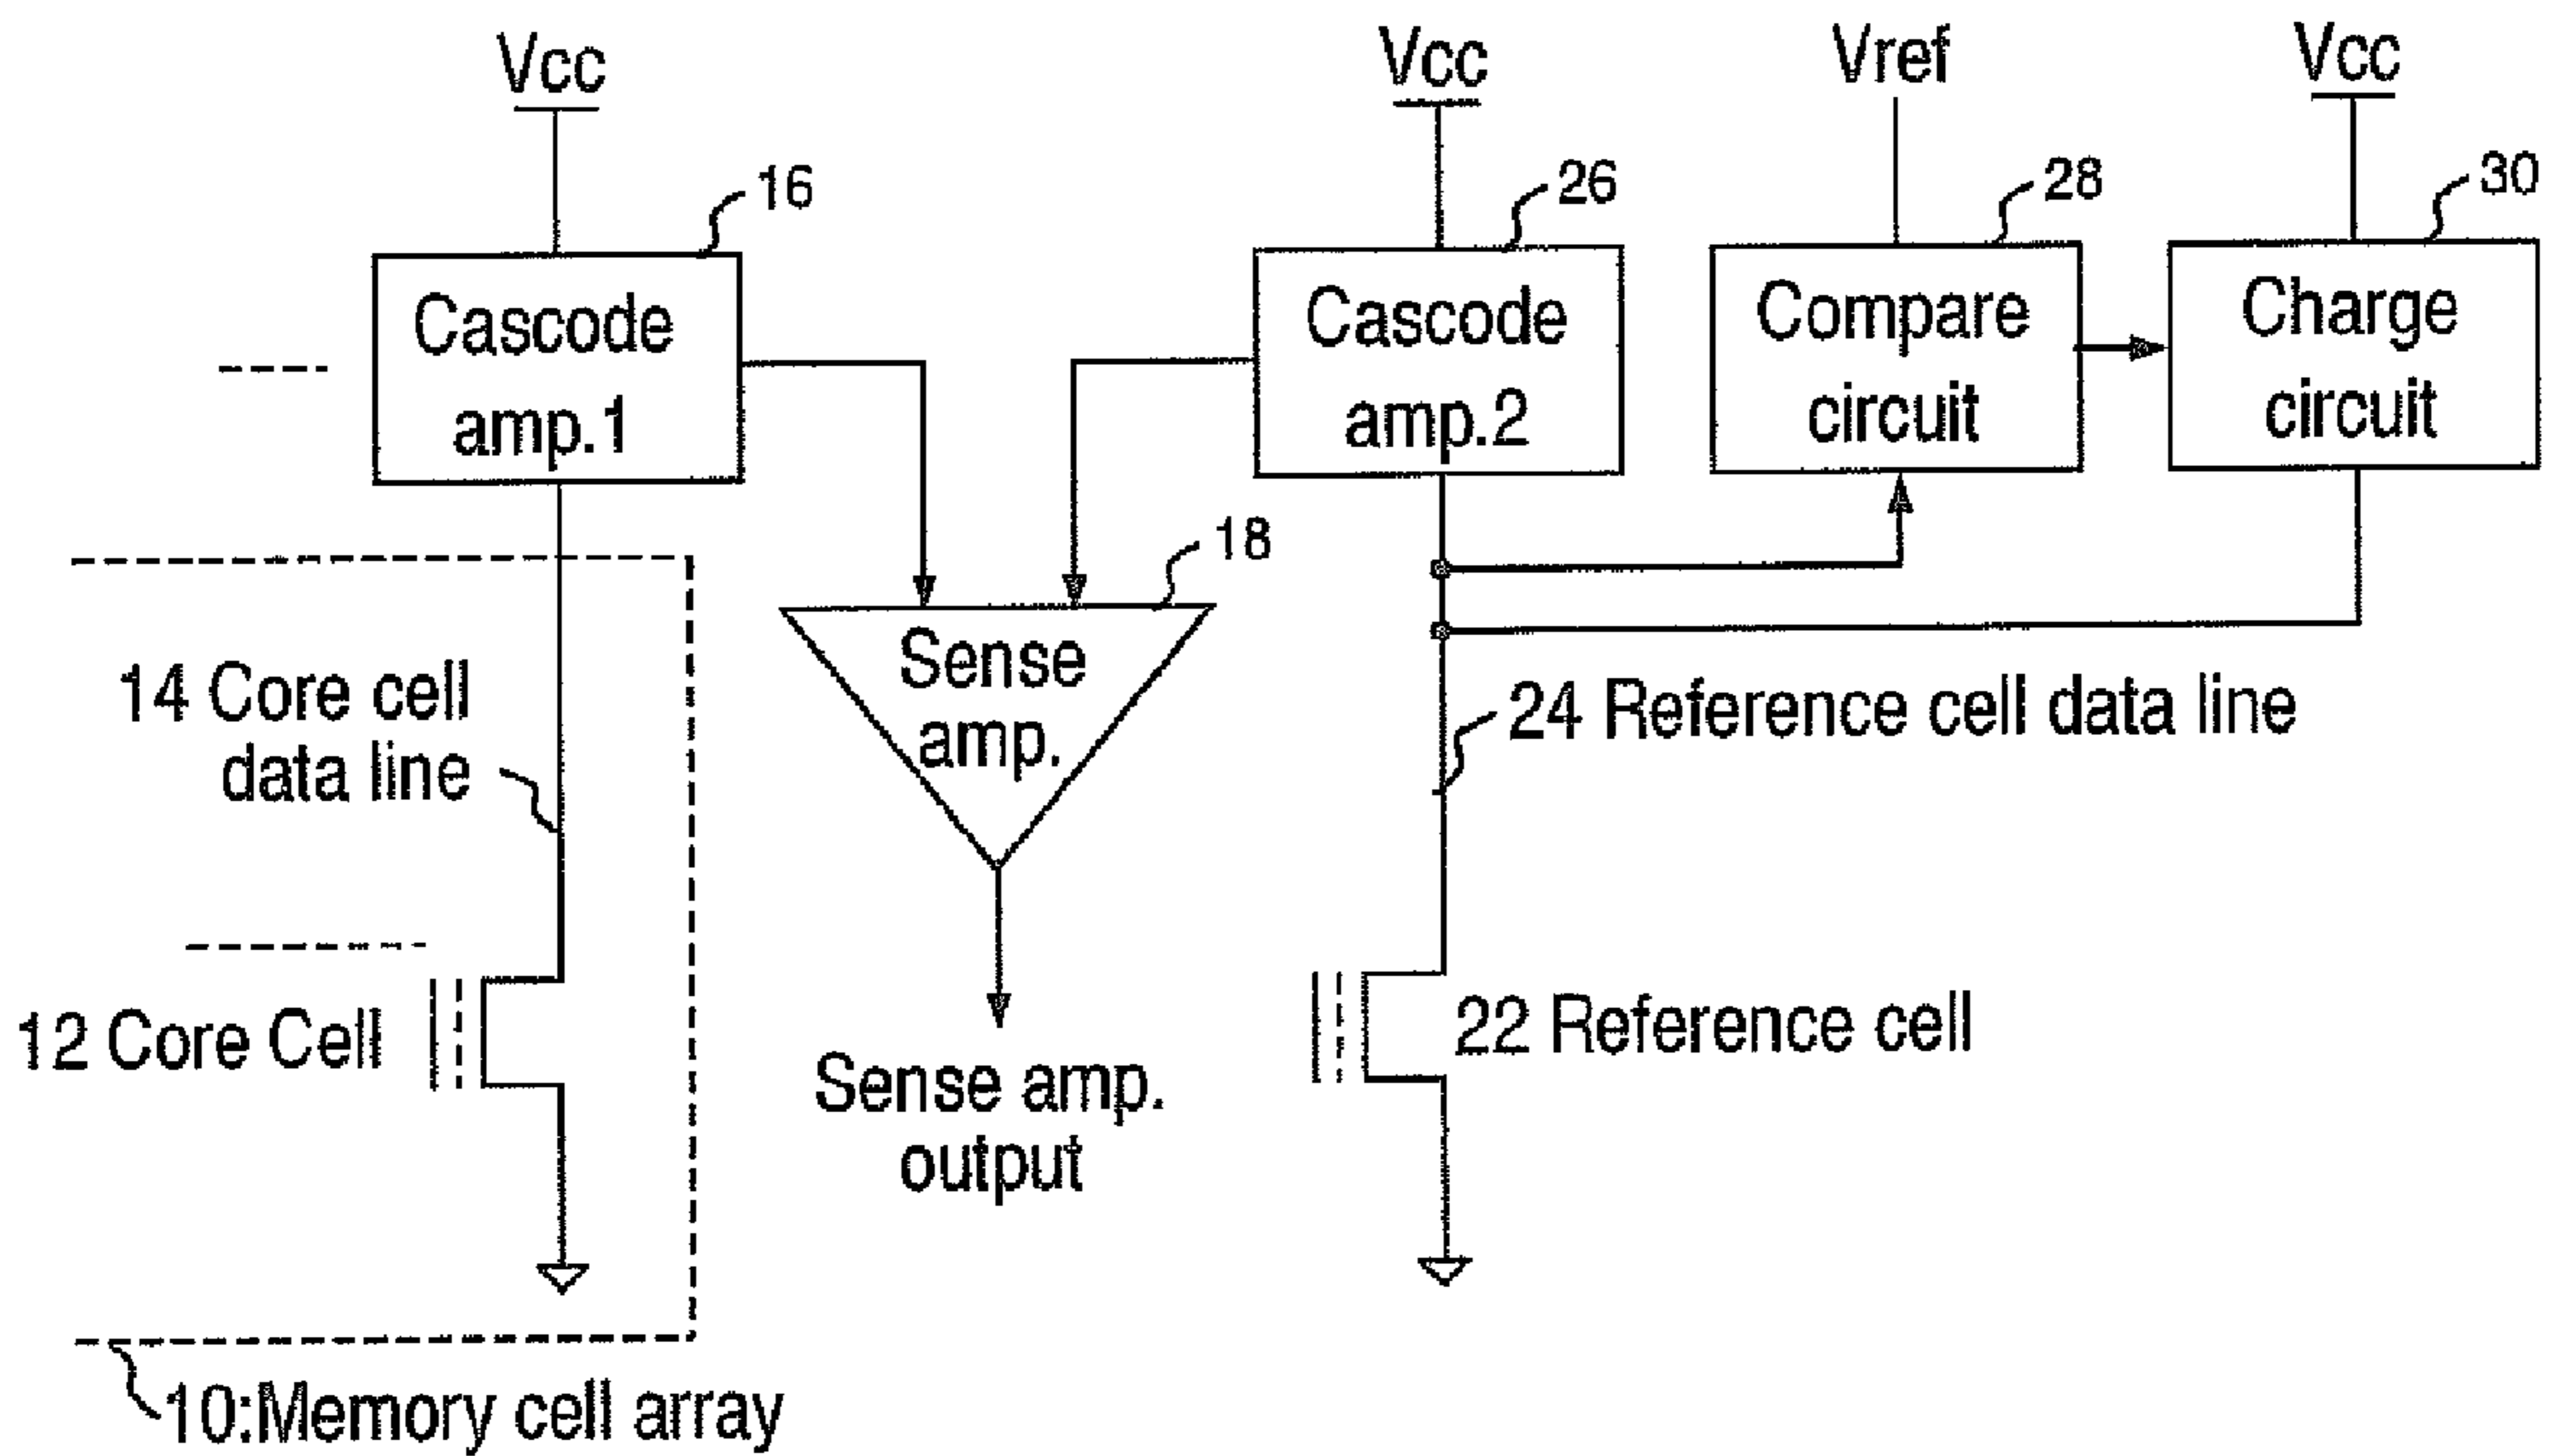 Vcc
Vcc
Vref
Vcc
16
26
28
30
Cascode
amp.1
Cascode
amp.2
Compare
circuit
Charge
circuit
18
Sense
amp.
14 Core cell
data line
24 Reference cell data line
12 Core Cell
22 Reference cell
Sense amp.
output
10:Memory cell array